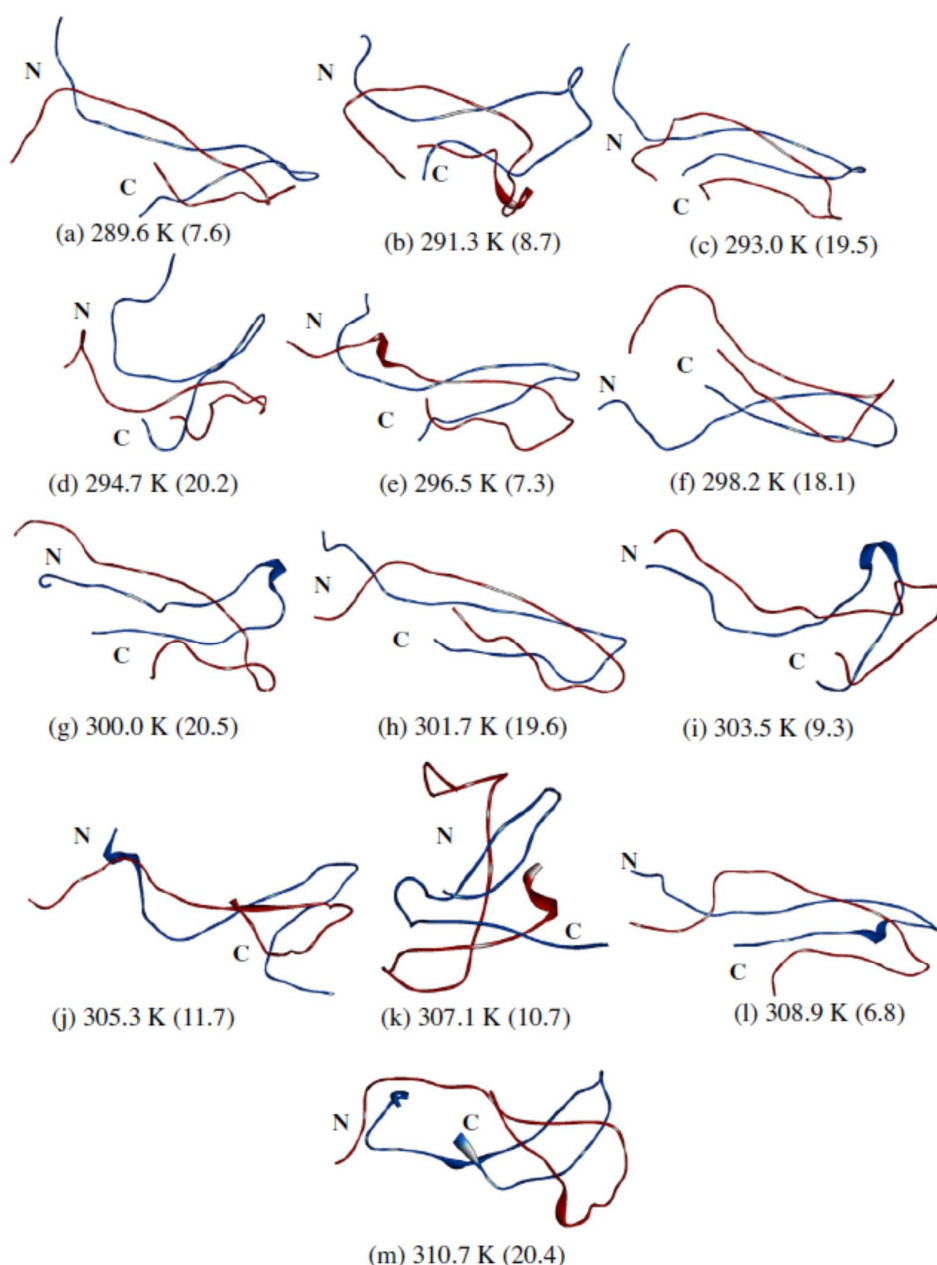 N
C
(a) 289.6 K (7.6)
N
C
(b) 291.3 K (8.7)
N
C
(c) 293.0 K (19.5)
N
C
(d) 294.7 K (20.2)
N
C
(e) 296.5 K (7.3)
N
C
(f) 298.2 K (18.1)
N
C
(g) 300.0 K (20.5)
N
C
(h) 301.7 K (19.6)
N
C
(i) 303.5 K (9.3)
N
C
(j) 305.3 K (11.7)
N
C
(k) 307.1 K (10.7)
N
C
(l) 308.9 K (6.8)
N
C
(m) 310.7 K (20.4)